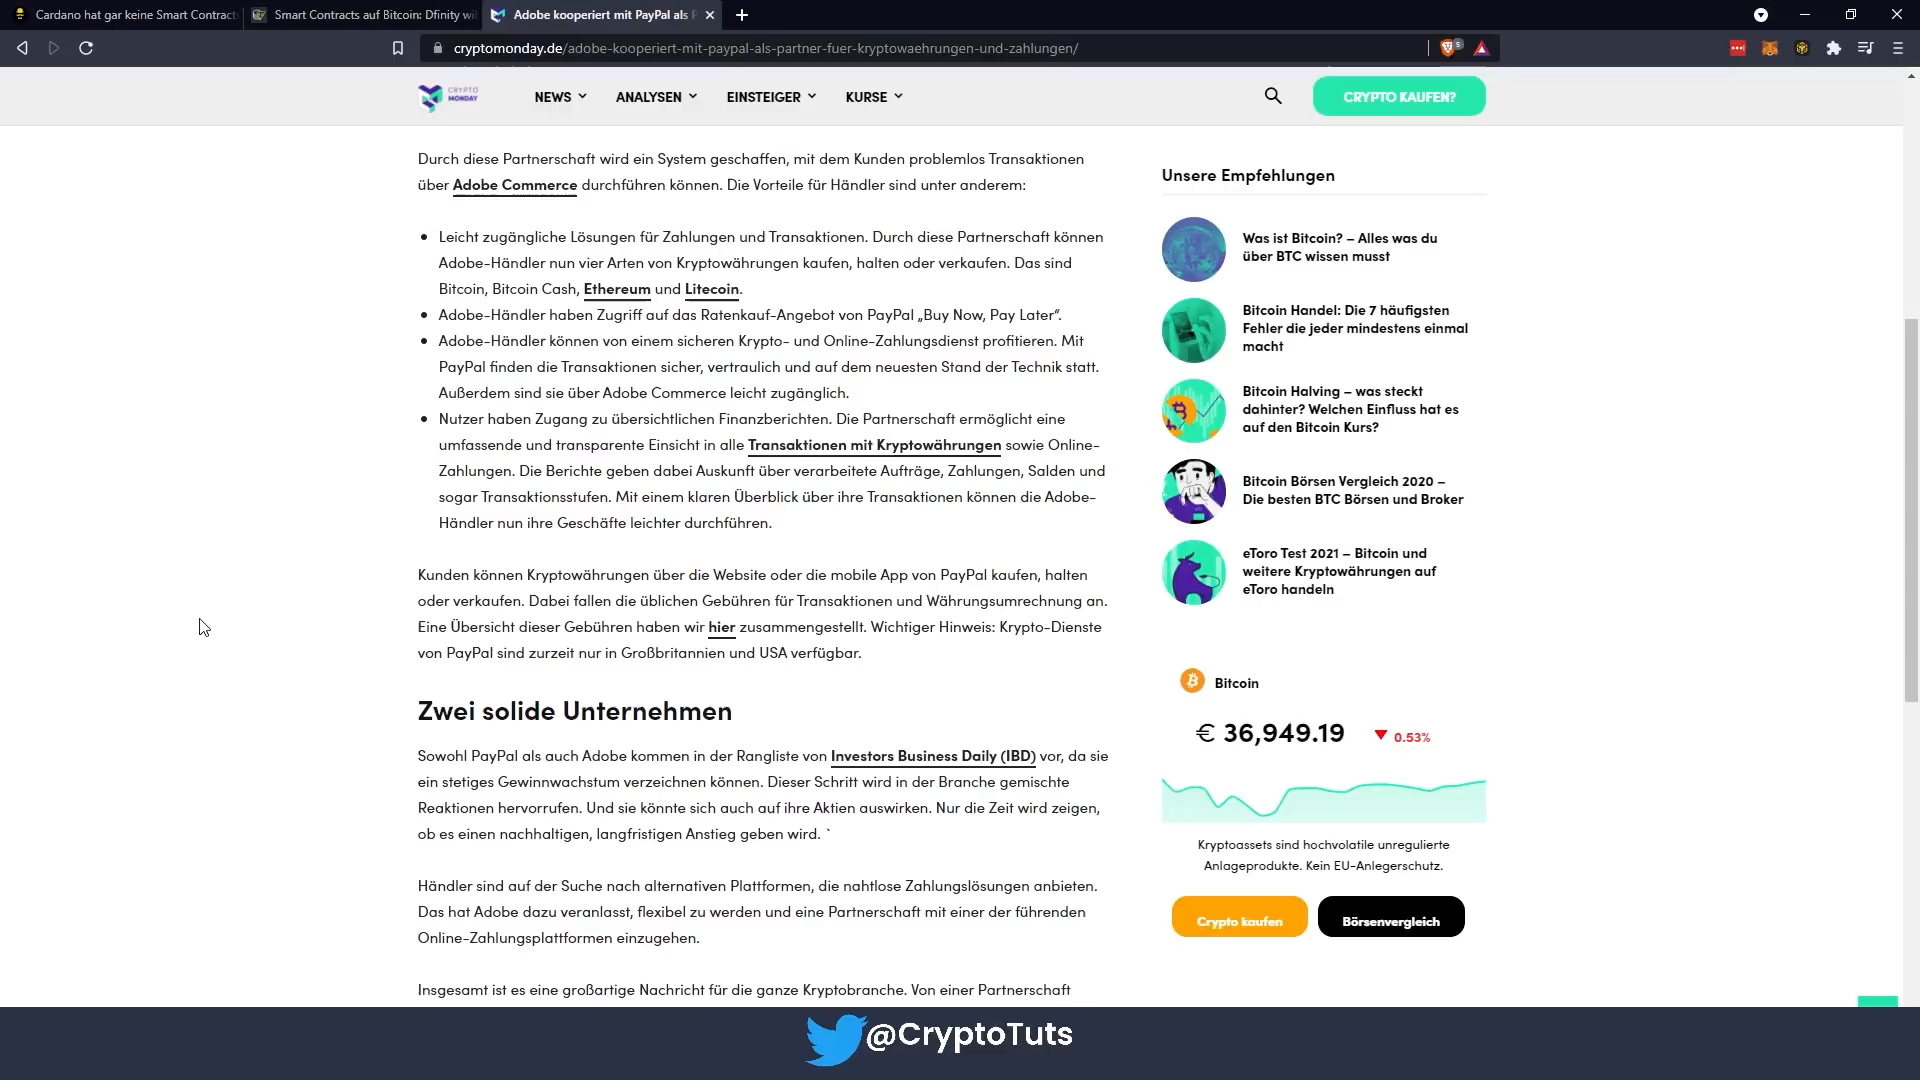 Cardano hat gar keine Smart Contracts
Smart Contracts auf Bitcoin: Dfinity wi
Adobe kooperiert mit PayPal als P
cryptomonday.de/adobe-kooperiert-mit-paypal-als-partner-fuer-kryptowaehrungen-und-zahlungen/
CRYPTO
MONDAY
NEWS
ANALYSEN
EINSTEIGER
KURSE
CRYPTO KAUFEN?
Durch diese Partnerschaft wird ein System geschaffen, mit dem Kunden problemlos Transaktionen
über Adobe Commerce durchführen können. Die Vorteile für Händler sind unter anderem:
Leicht zugängliche Lösungen für Zahlungen und Transaktionen. Durch diese Partnerschaft können
Adobe-Händler nun vier Arten von Kryptowährungen kaufen, halten oder verkaufen. Das sind
Bitcoin, Bitcoin Cash, Ethereum und Litecoin.
Adobe-Händler haben Zugriff auf das Ratenkauf-Angebot von PayPal „Buy Now, Pay Later“.
Adobe-Händler können von einem sicheren Krypto- und Online-Zahlungsdienst profitieren. Mit
PayPal finden die Transaktionen sicher, vertraulich und auf dem neuesten Stand der Technik statt.
Außerdem sind sie über Adobe Commerce leicht zugänglich.
Nutzer haben Zugang zu übersichtlichen Finanzberichten. Die Partnerschaft ermöglicht eine
umfassende und transparente Einsicht in alle Transaktionen mit Kryptowährungen sowie Online-
Zahlungen. Die Berichte geben dabei Auskunft über verarbeitete Aufträge, Zahlungen, Salden und
sogar Transaktionsstufen. Mit einem klaren Überblick über ihre Transaktionen können die Adobe-
Händler nun ihre Geschäfte leichter durchführen.
Kunden können Kryptowährungen über die Website oder die mobile App von PayPal kaufen, halten
oder verkaufen. Dabei fallen die üblichen Gebühren für Transaktionen und Währungsumrechnung an.
Eine Übersicht dieser Gebühren haben wir hier zusammengestellt. Wichtiger Hinweis: Krypto-Dienste
von PayPal sind zurzeit nur in Großbritannien und USA verfügbar.
Zwei solide Unternehmen
Sowohl PayPal als auch Adobe kommen in der Rangliste von Investors Business Daily (IBD) vor, da sie
ein stetiges Gewinnwachstum verzeichnen können. Dieser Schritt wird in der Branche gemischte
Reaktionen hervorrufen. Und sie könnte sich auch auf ihre Aktien auswirken. Nur die Zeit wird zeigen,
ob es einen nachhaltigen, langfristigen Anstieg geben wird. `
Händler sind auf der Suche nach alternativen Plattformen, die nahtlose Zahlungslösungen anbieten.
Das hat Adobe dazu veranlasst, flexibel zu werden und eine Partnerschaft mit einer der führenden
Online-Zahlungsplattformen einzugehen.
Insgesamt ist es eine großartige Nachricht für die ganze Kryptobranche. Von einer Partnerschaft
Unsere Empfehlungen
Was ist Bitcoin? – Alles was du
über BTC wissen musst
Bitcoin Handel: Die 7 häufigsten
Fehler die jeder mindestens einmal
macht
Bitcoin Halving – was steckt
dahinter? Welchen Einfluss hat es
auf den Bitcoin Kurs?
Bitcoin Börsen Vergleich 2020 –
Die besten BTC Börsen und Broker
eToro Test 2021 – Bitcoin und
weitere Kryptowährungen auf
eToro handeln
Bitcoin
€ 36,949.19
0.53%
Kryptoassets sind hochvolatile unregulierte
Anlageprodukte. Kein EU-Anlegerschutz.
Crypto kaufen
Börsenvergleich
@CryptoTuts